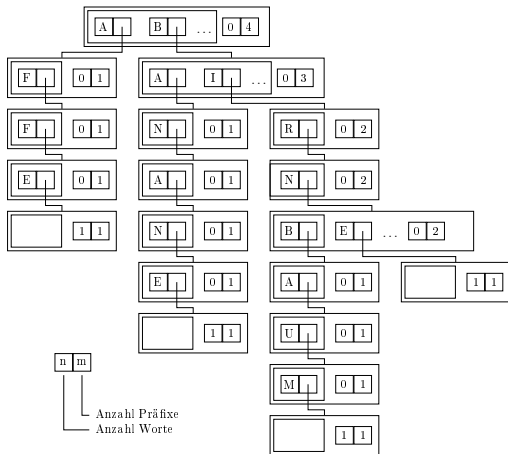 A B ... 0 4
F 0 1 A I ... 0 3
F 0 1 N 0 1 R 0 2
E 0 1 A 0 1 N 0 2
1 1 N 0 1 B E ... 0 2
E 0 1 A 0 1 1 1
1 1 U 0 1
n m M 0 1
Anzahl Präfixe
Anzahl Worte
1 1